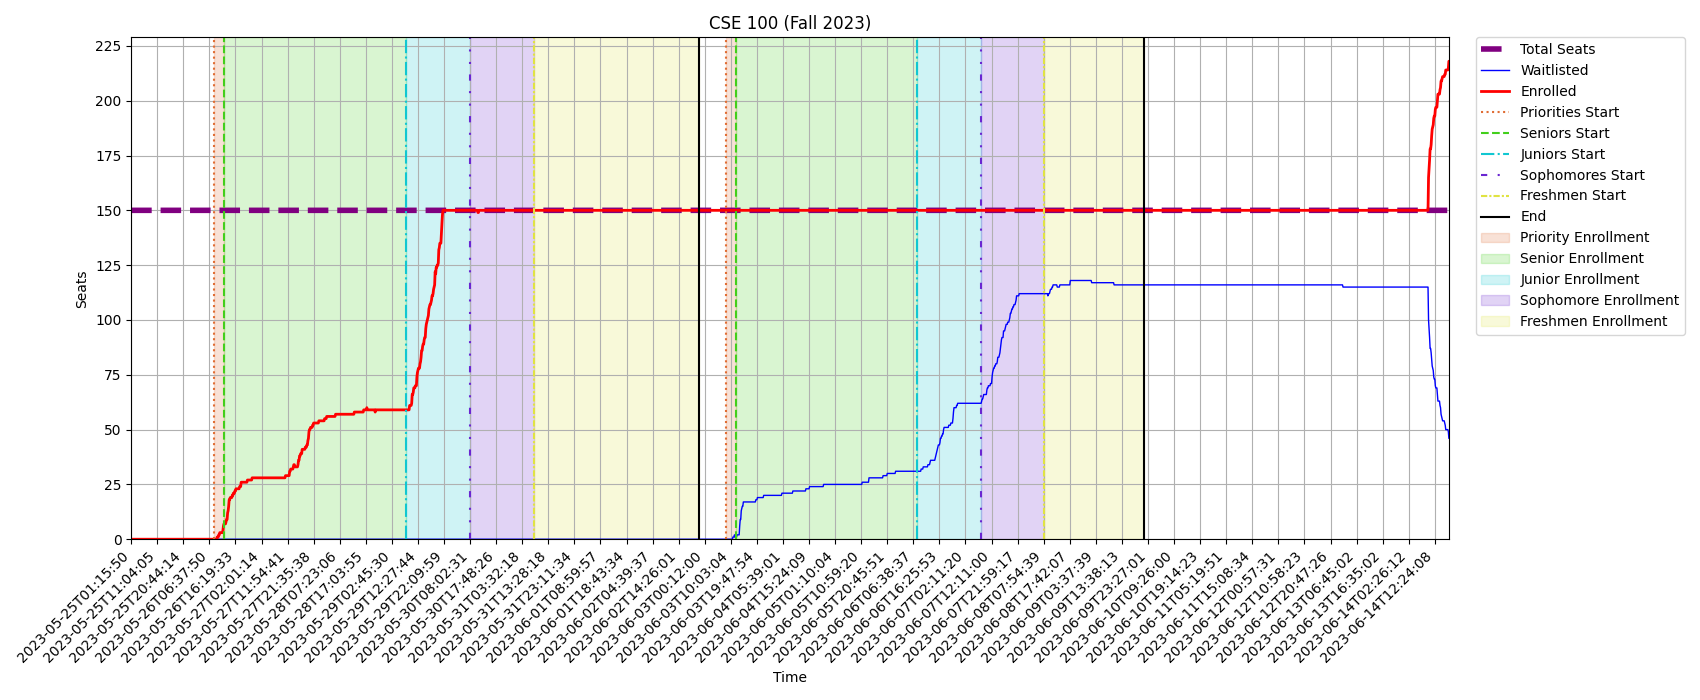 CSE 100 (Fall 2023)
Seats
225
200
175
150
125
100
75
50
25
0
2023-05-25T01:15:50
2023-05-25T11:04:05
2023-05-25T20:44:14
2023-05-26T06:37:50
2023-05-26T16:19:33
2023-05-27T02:01:14
2023-05-27T11:54:41
2023-05-27T21:35:38
2023-05-28T07:23:06
2023-05-28T17:03:55
2023-05-29T02:45:30
2023-05-29T12:27:44
2023-05-29T22:09:59
2023-05-30T08:02:31
2023-05-30T17:48:26
2023-05-31T03:32:18
2023-05-31T13:28:18
2023-05-31T23:11:34
2023-06-01T08:59:57
2023-06-01T18:43:34
2023-06-02T04:39:37
2023-06-02T14:26:01
2023-06-03T00:12:00
2023-06-03T10:03:04
2023-06-03T19:47:54
2023-06-04T05:39:01
2023-06-04T15:24:09
2023-06-05T01:10:04
2023-06-05T10:59:20
2023-06-05T20:45:51
2023-06-06T06:38:37
2023-06-06T16:25:53
2023-06-07T02:11:20
2023-06-07T12:11:00
2023-06-07T21:59:17
2023-06-08T07:54:39
2023-06-08T17:42:07
2023-06-09T03:37:39
2023-06-09T13:38:13
2023-06-09T23:27:01
2023-06-10T09:26:00
2023-06-10T19:14:23
2023-06-11T05:19:51
2023-06-11T15:08:34
2023-06-12T00:57:31
2023-06-12T10:58:23
2023-06-12T20:47:26
2023-06-13T06:45:02
2023-06-13T16:35:02
2023-06-14T02:26:12
2023-06-14T12:24:08
Time
Total Seats
Waitlisted
Enrolled
Priorities Start
Seniors Start
Juniors Start
Sophomores Start
Freshmen Start
End
Priority Enrollment
Senior Enrollment
Junior Enrollment
Sophomore Enrollment
Freshmen Enrollment